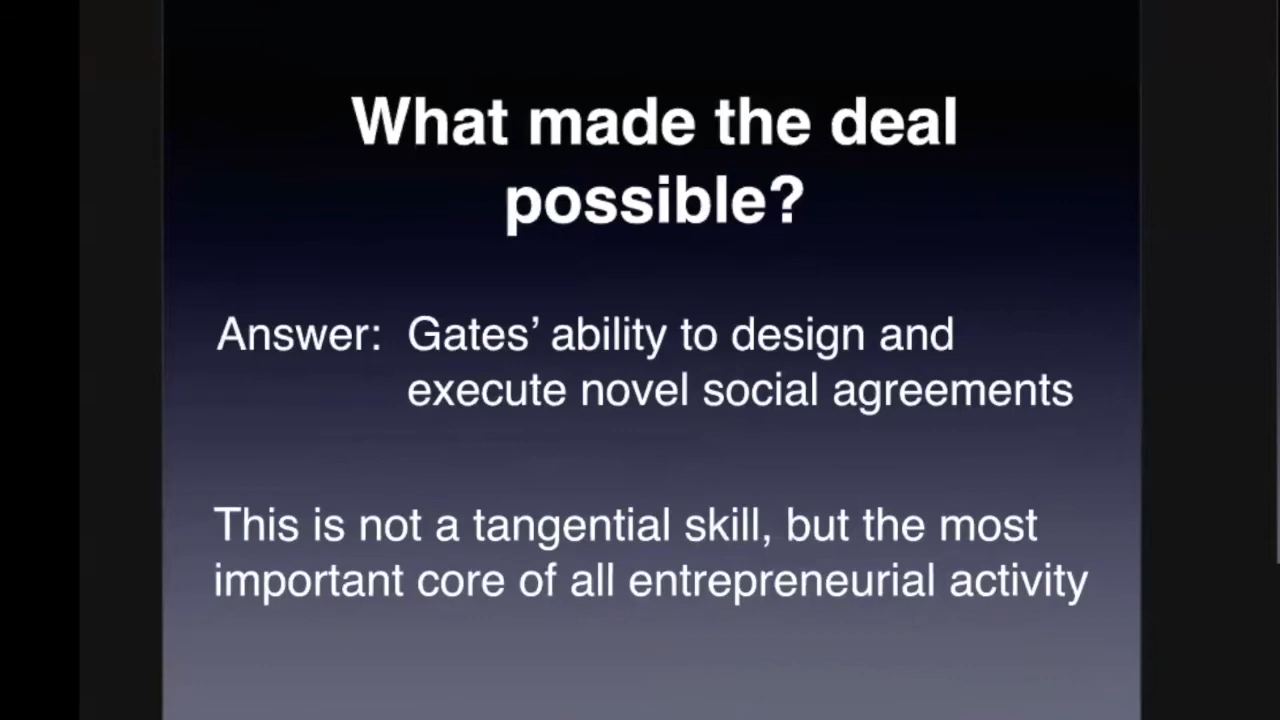 What made the deal
possible?
Answer: Gates’ ability to design and
execute novel social agreements
This is not a tangential skill, but the most
important core of all entrepreneurial activity